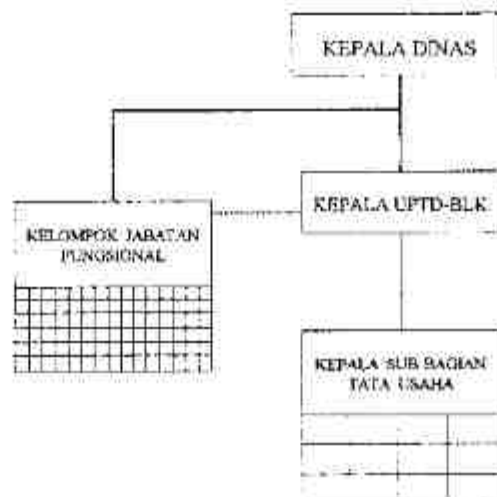 KEPALA DINAS
KEPALA UPTD-BLK
KELOMPOK JABATAN
FUNGSIONAL
KEPALA SUB BAGIAN
TATA USAHA